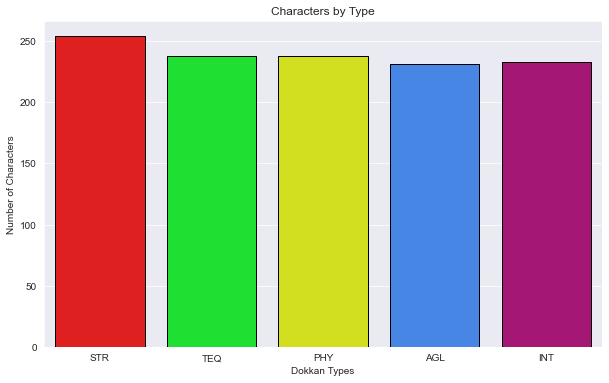 Characters by Type
Number of Characters
250
200
150
100
50
0
STR TEQ PHY AGL INT
Dokkan Types